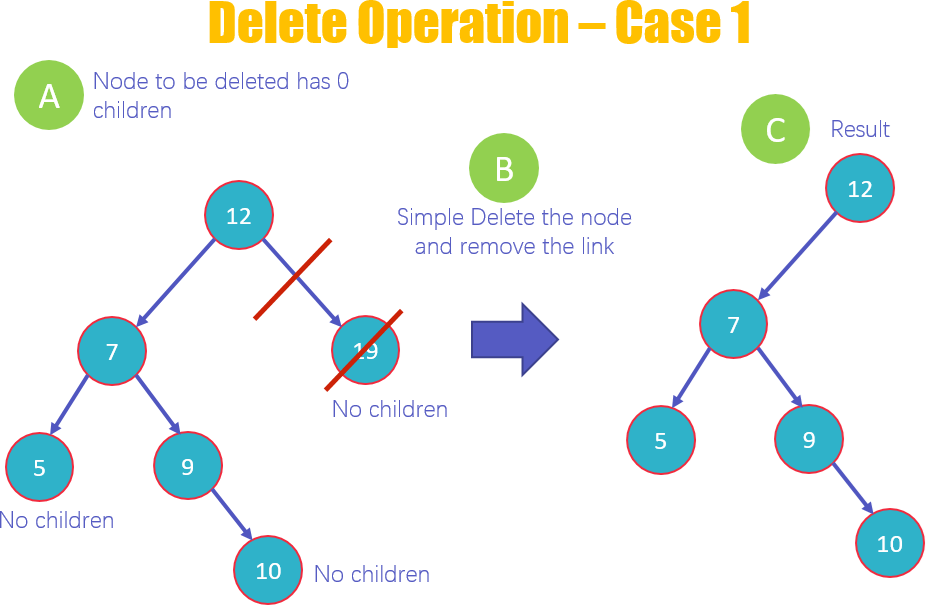 Delete Operation – Case 1
A
Node to be deleted has 0
children
B
Simple Delete the node
and remove the link
C
Result
12
7
19
No children
5
No children
9
10
No children
12
7
5
9
10